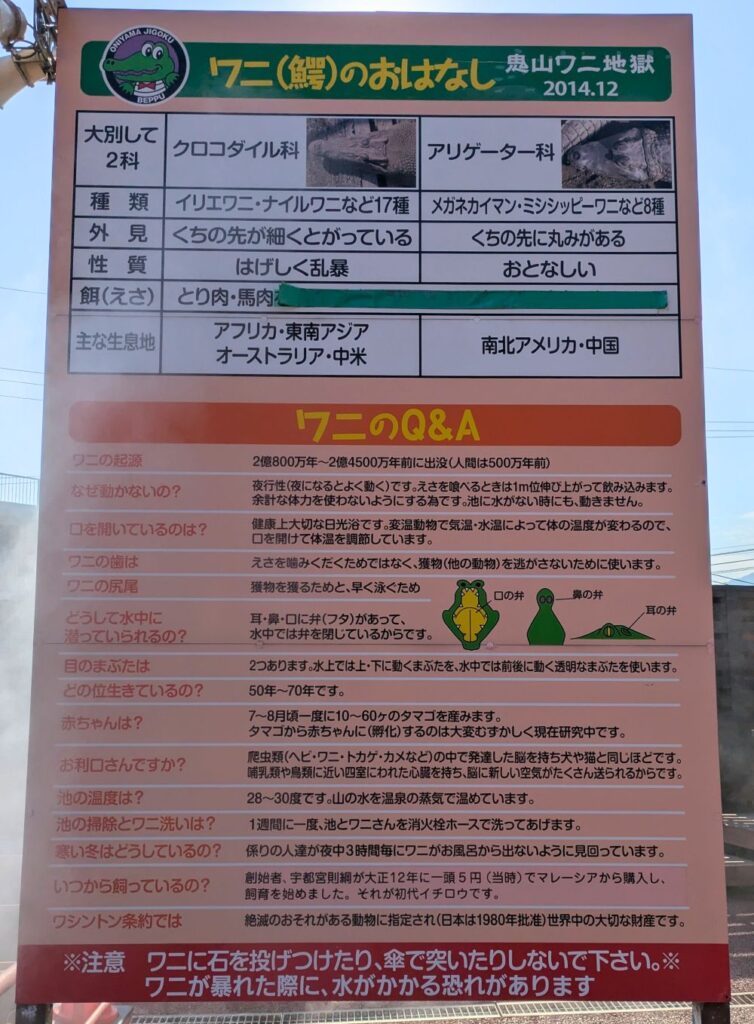 ONIYAMA JIGOKU
BEPPU
ワニ(鰐)のおはなし
鬼山ワニ地獄
2014.12
大別して
2科
クロコダイル科
アリゲーター科
種類
イリエワニ・ナイルワニなど17種
メガネカイマン・ミシシッピーワニなど8種
外見
くちの先が細くとがっている
くちの先に丸みがある
性質
はげしく乱暴
おとなしい
餌(えさ)
とり肉・馬肉
主な生息地
アフリカ・東南アジア
オーストラリア・中米
南北アメリカ・中国
ワニのQ&A
ワニの起源
2億800万年~2億4500万年前に出没(人間は500万年前)
なぜ動かないの?
夜行性(夜になるとよく動く)です。えさを喰べるときは1m位伸び上がって飲み込みます。
余計な体力を使わないようにする為です。池に水がない時にも、動きません。
口を開いているのは?
健康上大切な日光浴です。変温動物で気温・水温によって体の温度が変わるので、
口を開けて体温を調節しています。
ワニの歯は
えさを噛みくだくためではなく、獲物(他の動物)を逃がさないために使います。
ワニの尻尾
獲物を獲るためと、早く泳ぐため
どうして水中に
潜っていられるの?
耳・鼻・口に弁(フタ)があって、
水中では弁を閉じているからです。
口の弁
鼻の弁
耳の弁
目のまぶたは
2つあります。水上では上・下に動くまぶたを、水中では前後に動く透明なまぶたを使います。
どの位生きているの?
50年~70年です。
赤ちゃんは?
7~8月頃一度に10~60ヶのタマゴを産みます。
タマゴから赤ちゃんに(孵化)するのは大変むずかしく現在研究中です。
お利口さんですか?
爬虫類(ヘビ・ワニ・トカゲ・カメなど)の中で発達した脳を持ち犬や猫と同じほどです。
哺乳類や鳥類に近い四室にわれた心臓を持ち、脳に新しい空気がたくさん送られるからです。
池の温度は?
28~30度です。山の水を温泉の蒸気で温めています。
池の掃除とワニ洗いは?
1週間に一度、池とワニさんを消火栓ホースで洗ってあげます。
寒い冬はどうしているの?
係りの人達が夜中3時間毎にワニがお風呂から出ないように見回っています。
いつから飼っているの?
創始者、宇都宮則綱が大正12年に一頭5円(当時)でマレーシアから購入し、
飼育を始めました。それが初代イチロウです。
ワシントン条約では
絶滅のおそれがある動物に指定され(日本は1980年批准)世界中の大切な財産です。
※注意 ワニに石を投げつけたり、傘で突いたりしないで下さい。※
ワニが暴れた際に、水がかかる恐れがあります